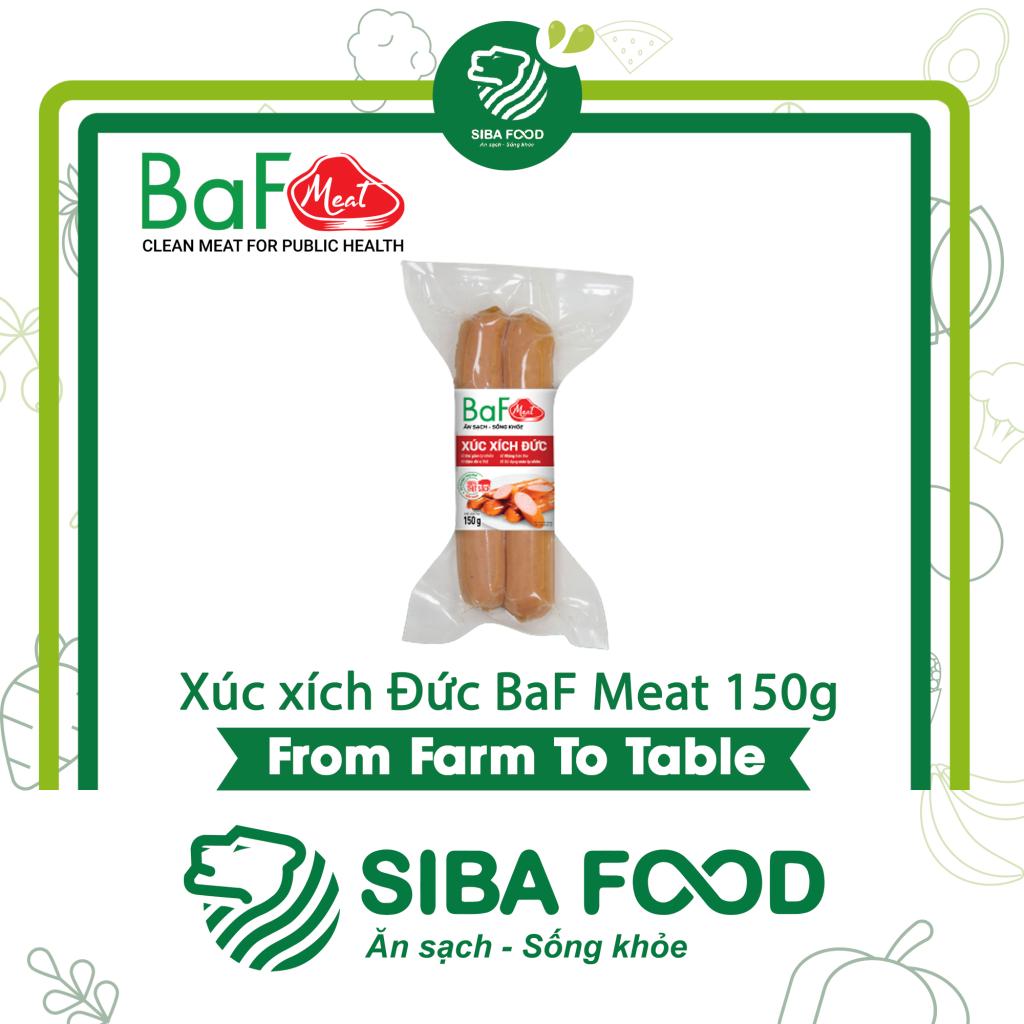 SIBA FOOD
Ăn sạch - Sống khỏe
BaF Meat
CLEAN MEAT FOR PUBLIC HEALTH
BaF Meat
ĂN SẠCH - SỐNG KHỎE
XÚC XÍCH ĐỨC
150g
Xúc xích Đức BaF Meat 150g
From Farm To Table
SIBA FOOD
Ăn sạch - Sống khỏe